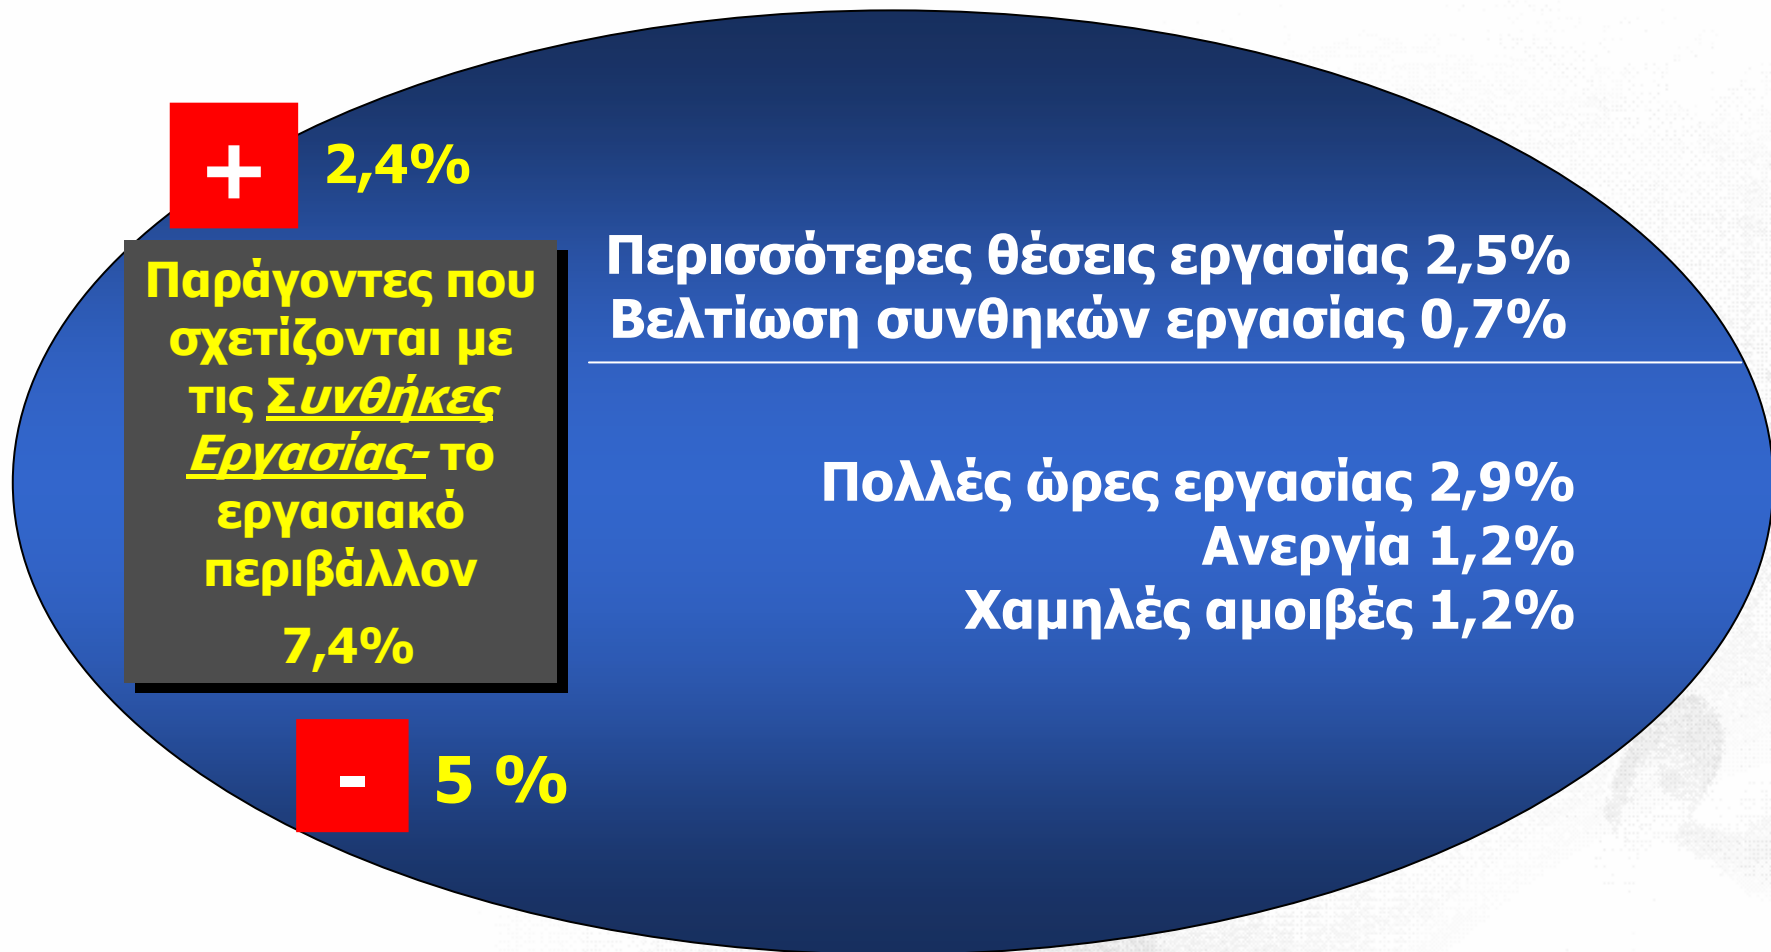 +
2,4%
Παράγοντες που
σχετίζονται με
τις Συνθήκες
Εργασίας- το
εργασιακό
περιβάλλον
7,4%
-
5 %
Περισσότερες θέσεις εργασίας 2,5%
Βελτίωση συνθηκών εργασίας 0,7%
Πολλές ώρες εργασίας 2,9%
Ανεργία 1,2%
Χαμηλές αμοιβές 1,2%